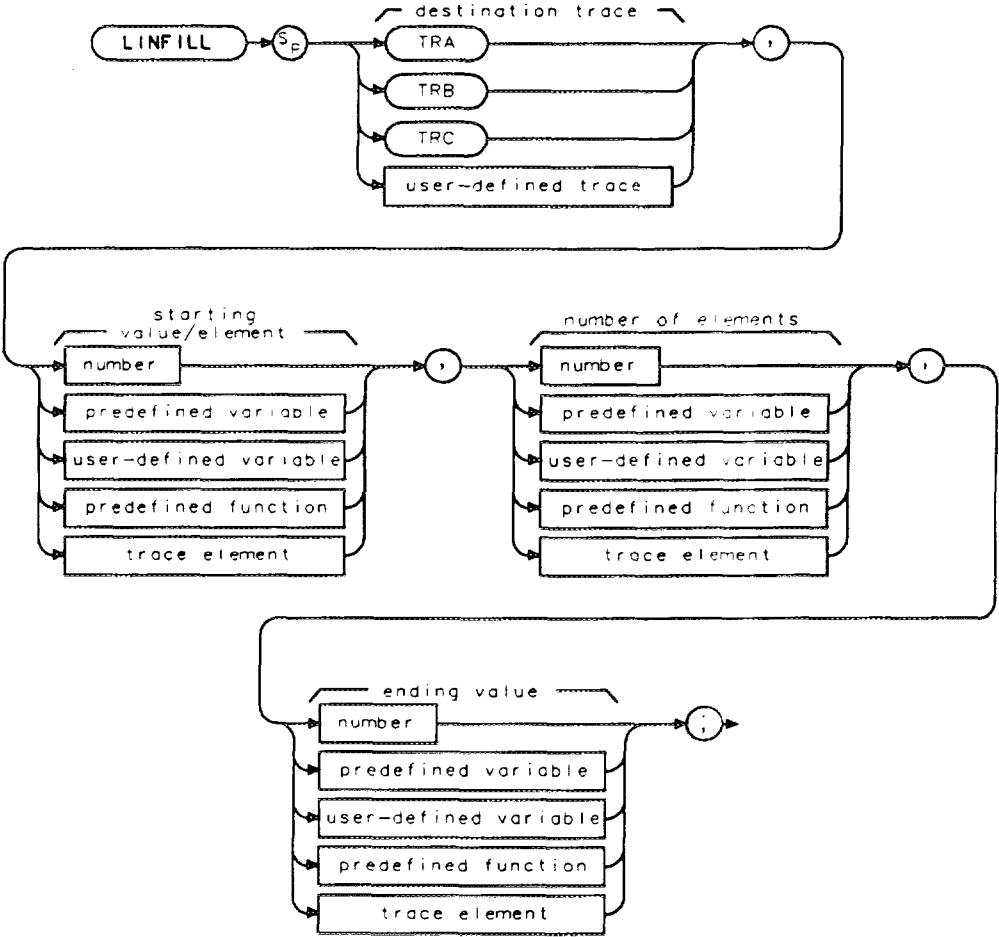 destination trace
LINFILL SP TRA ,
TRB
TRC
user-defined trace
starting
value/element
number of elements
number , number ,
predefined variable predefined variable
user-defined variable user-defined variable
predefined function predefined function
trace element trace element
ending value
number ;
predefined variable
user-defined variable
predefined function
trace element